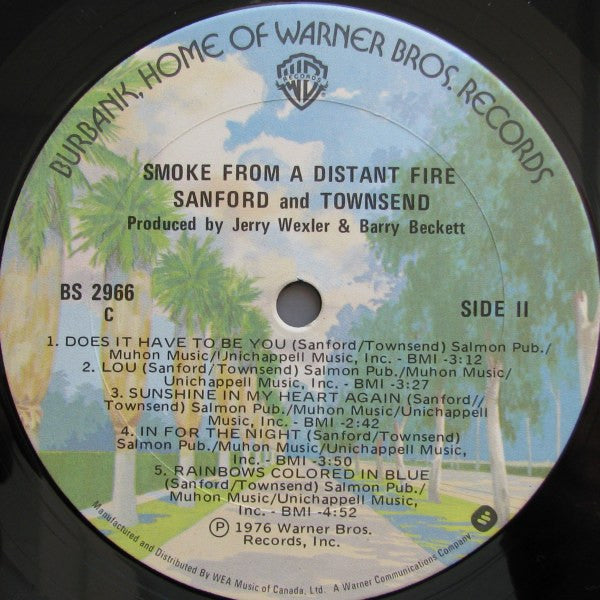 BURBANK, HOME OF WARNER BROS. RECORDS
WB
RECORDS
SMOKE FROM A DISTANT FIRE
SANFORD and TOWNSEND
Produced by Jerry Wexler & Barry Beckett
BS 2966
C
SIDE II
1. DOES IT HAVE TO BE YOU (Sanford/Townsend) Salmon Pub./
Muhon Music/Unichappell Music, Inc. - BMI -3:12
2. LOU (Sanford/Townsend) Salmon Pub./Muhon Music/
Unichappell Music, Inc. - BMI -3:27
3. SUNSHINE IN MY HEART AGAIN (Sanford//
Townsend) Salmon Pub./Muhon Music/Unichappell
Music, Inc. - BMI -2:42
4. IN FOR THE NIGHT (Sanford/Townsend)
Salmon Pub./Muhon Music/Unichappell Music,
Inc. - BMI -3:50
5. RAINBOWS COLORED IN BLUE
(Sanford/Townsend) Salmon Pub./
Muhon Music/Unichappell Music,
Inc. - BMI -4:52
Ⓟ 1976 Warner Bros.
Records, Inc.
Manufactured and Distributed By WEA Music of Canada, Ltd. A Warner Communications Company